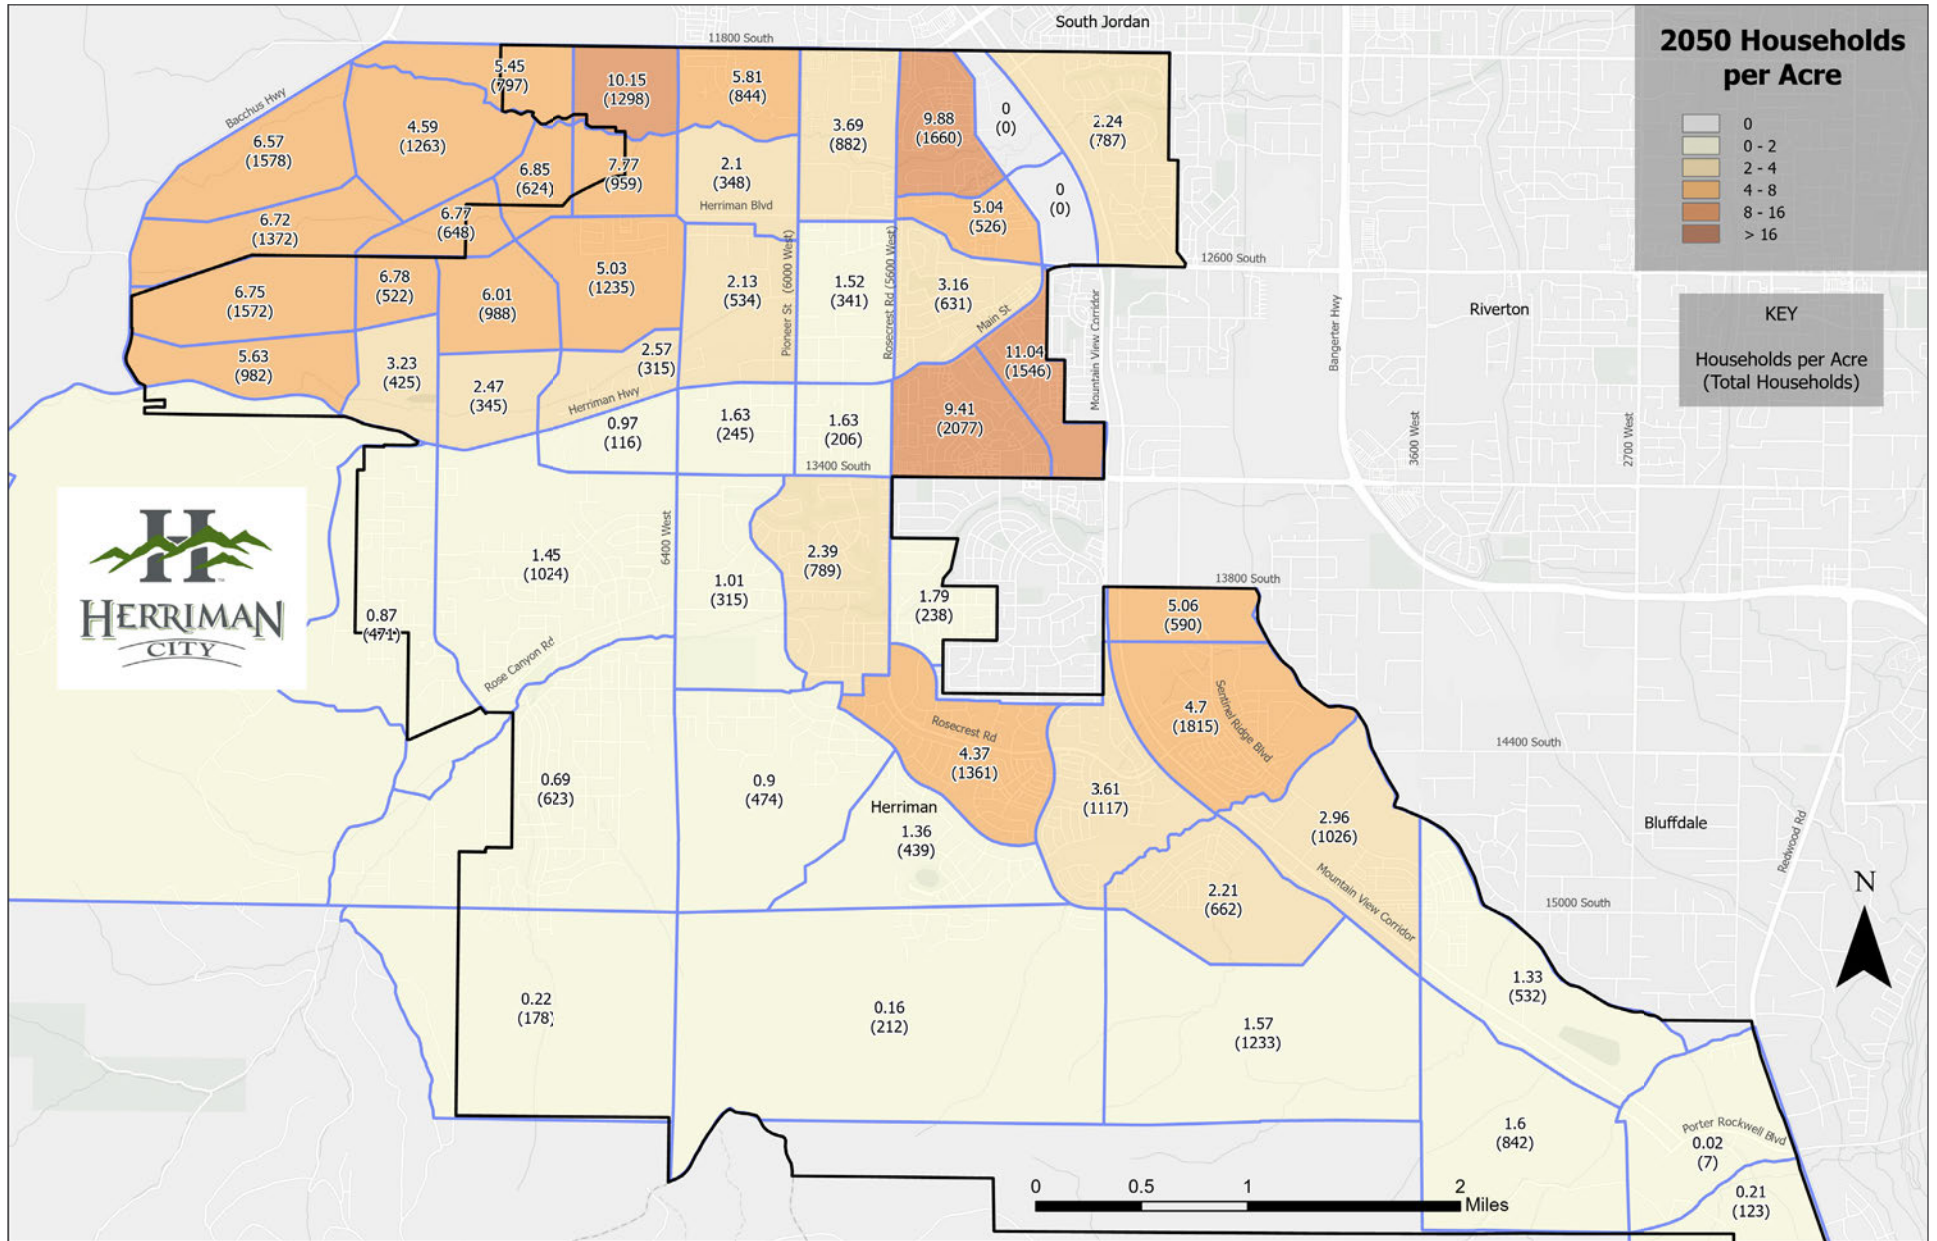 South Jordan
11800 South
2050 Households
per Acre
0
0 - 2
2 - 4
4 - 8
8 - 16
> 16
KEY
Households per Acre
(Total Households)
Bacchus Hwy
5.45
(797)
10.15
(1298)
5.81
(844)
3.69
(882)
9.88
(1660)
0
(0)
2.24
(787)
6.57
(1578)
4.59
(1263)
6.85
(624)
7.77
(959)
2.1
(348)
Herriman Blvd
0
(0)
6.72
(1372)
6.77
(648)
5.04
(526)
12600 South
6.75
(1572)
6.78
(522)
6.01
(988)
5.03
(1235)
2.13
(534)
Pioneer St (6000 West)
1.52
(341)
Rosecrest Rd (5600 West)
3.16
(631)
Main St
Mountain View Corridor
Bangerter Hwy
Riverton
5.63
(982)
3.23
(425)
2.47
(345)
2.57
(315)
11.04
(1546)
Herriman Hwy
0.97
(116)
1.63
(245)
1.63
(206)
9.41
(2077)
13400 South
3600 West
2700 West
H
HERRIMAN
CITY
0.87
(471)
1.45
(1024)
6400 West
1.01
(315)
2.39
(789)
1.79
(238)
13800 South
5.06
(590)
Rose Canyon Rd
4.7
(1815)
Sentinel Ridge Blvd
Rosecrest Rd
4.37
(1361)
14400 South
0.69
(623)
0.9
(474)
Herriman
1.36
(439)
3.61
(1117)
2.96
(1026)
Bluffdale
Redwood Rd
2.21
(662)
Mountain View Corridor
15000 South
N
0.22
(178)
0.16
(212)
1.57
(1233)
1.33
(532)
1.6
(842)
Porter Rockwell Blvd
0.02
(7)
0.21
(123)
0
0.5
1
2
Miles